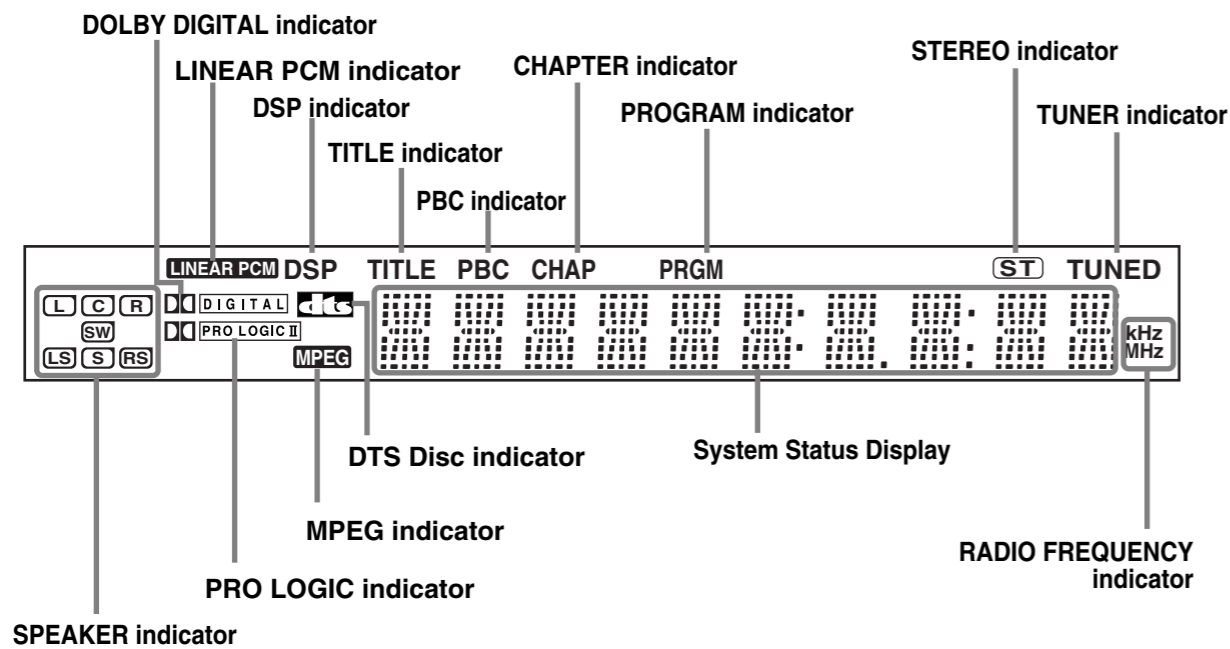 DOLBY DIGITAL indicator
LINEAR PCM indicator
DSP indicator
TITLE indicator
PBC indicator
CHAPTER indicator
PROGRAM indicator
STEREO indicator
TUNER indicator
LINEAR PCM DSP TITLE PBC CHAP PRGM ST TUNED
L C R DIGITAL dts
SW PRO LOGIC II
LS S RS MPEG
kHz
MHz
DTS Disc indicator
System Status Display
MPEG indicator
PRO LOGIC indicator
RADIO FREQUENCY
indicator
SPEAKER indicator